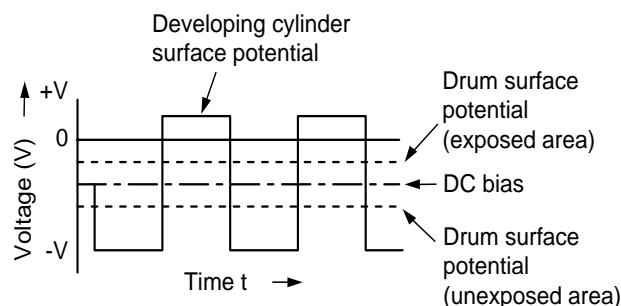 Developing cylinder
surface potential
+V
0
-V
Voltage (V)
Time t
Drum surface
potential
(exposed area)
DC bias
Drum surface
potential
(unexposed area)